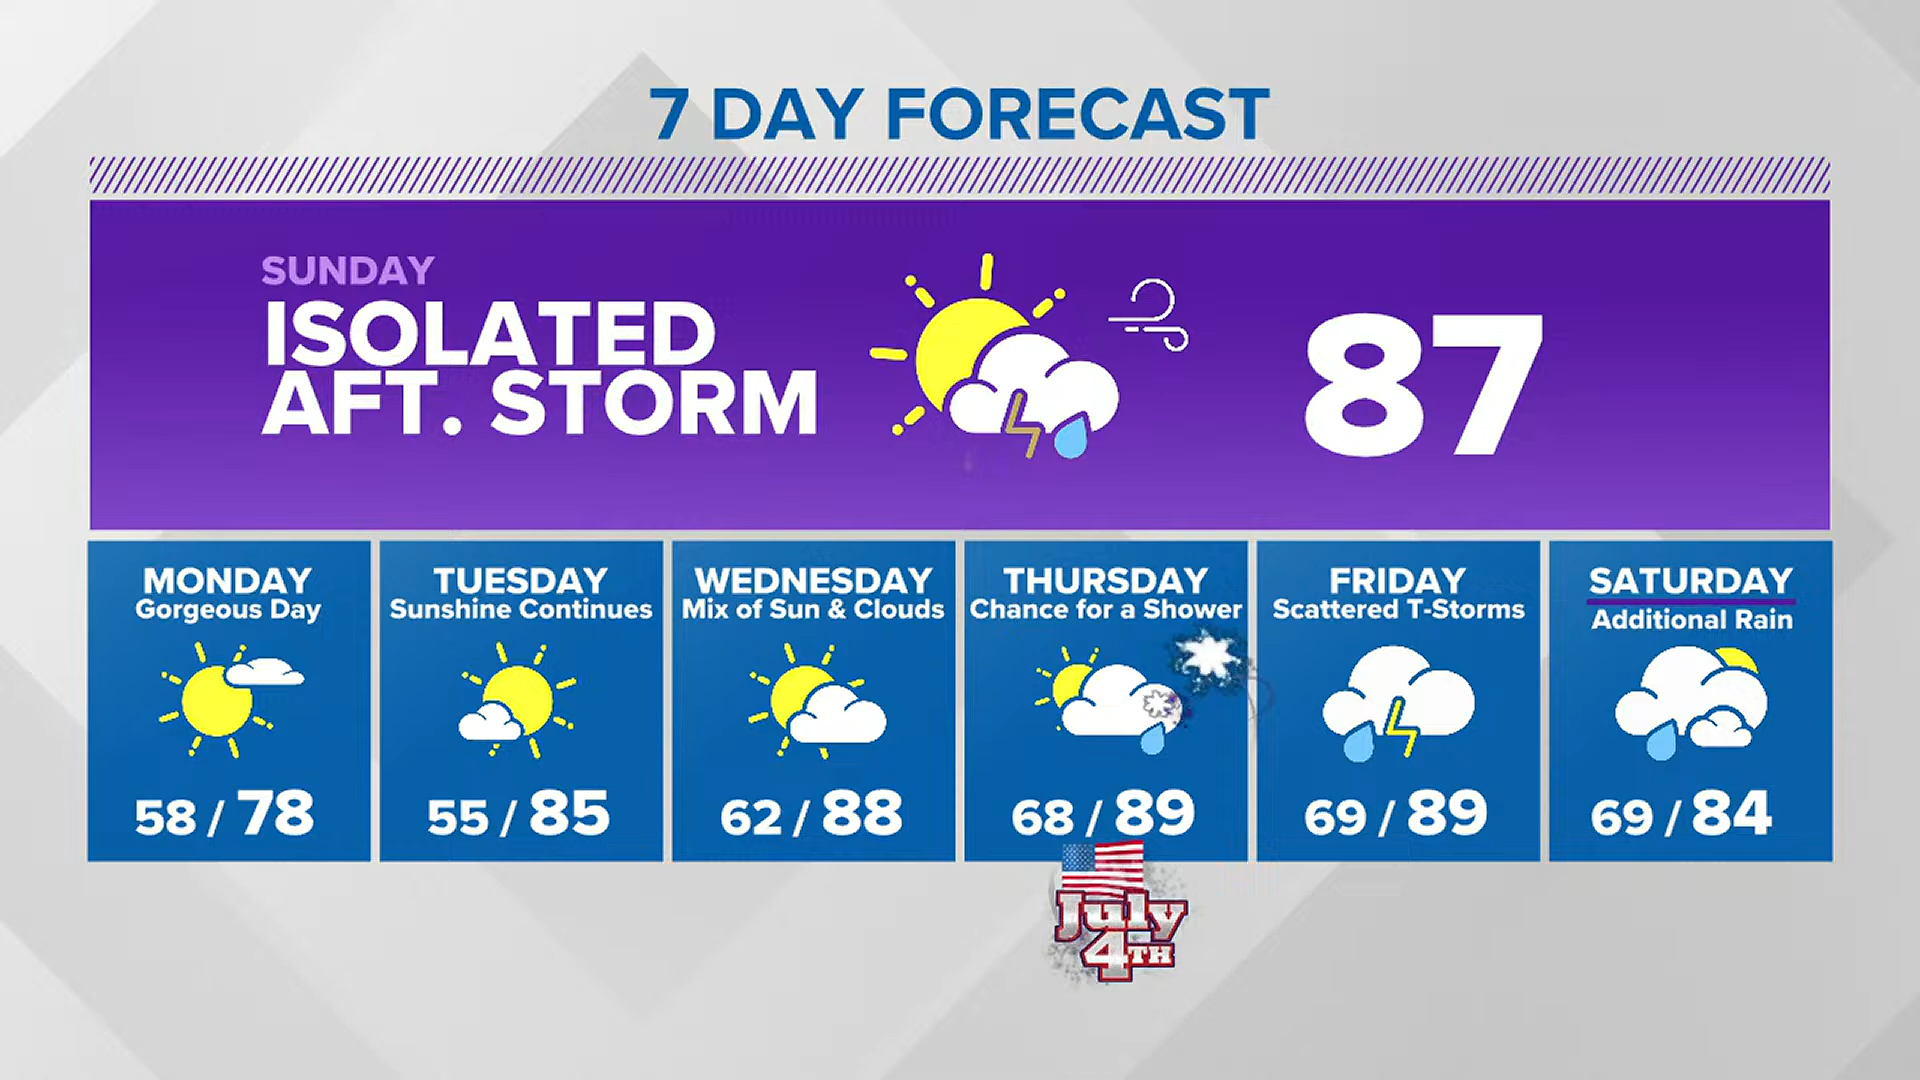 7 DAY FORECAST
SUNDAY
ISOLATED
AFT. STORM
87
MONDAY
Gorgeous Day
58 / 78
TUESDAY
Sunshine Continues
55 / 85
WEDNESDAY
Mix of Sun & Clouds
62 / 88
THURSDAY
Chance for a Shower
68 / 89
July
4TH
FRIDAY
Scattered T-Storms
69 / 89
SATURDAY
Additional Rain
69 / 84